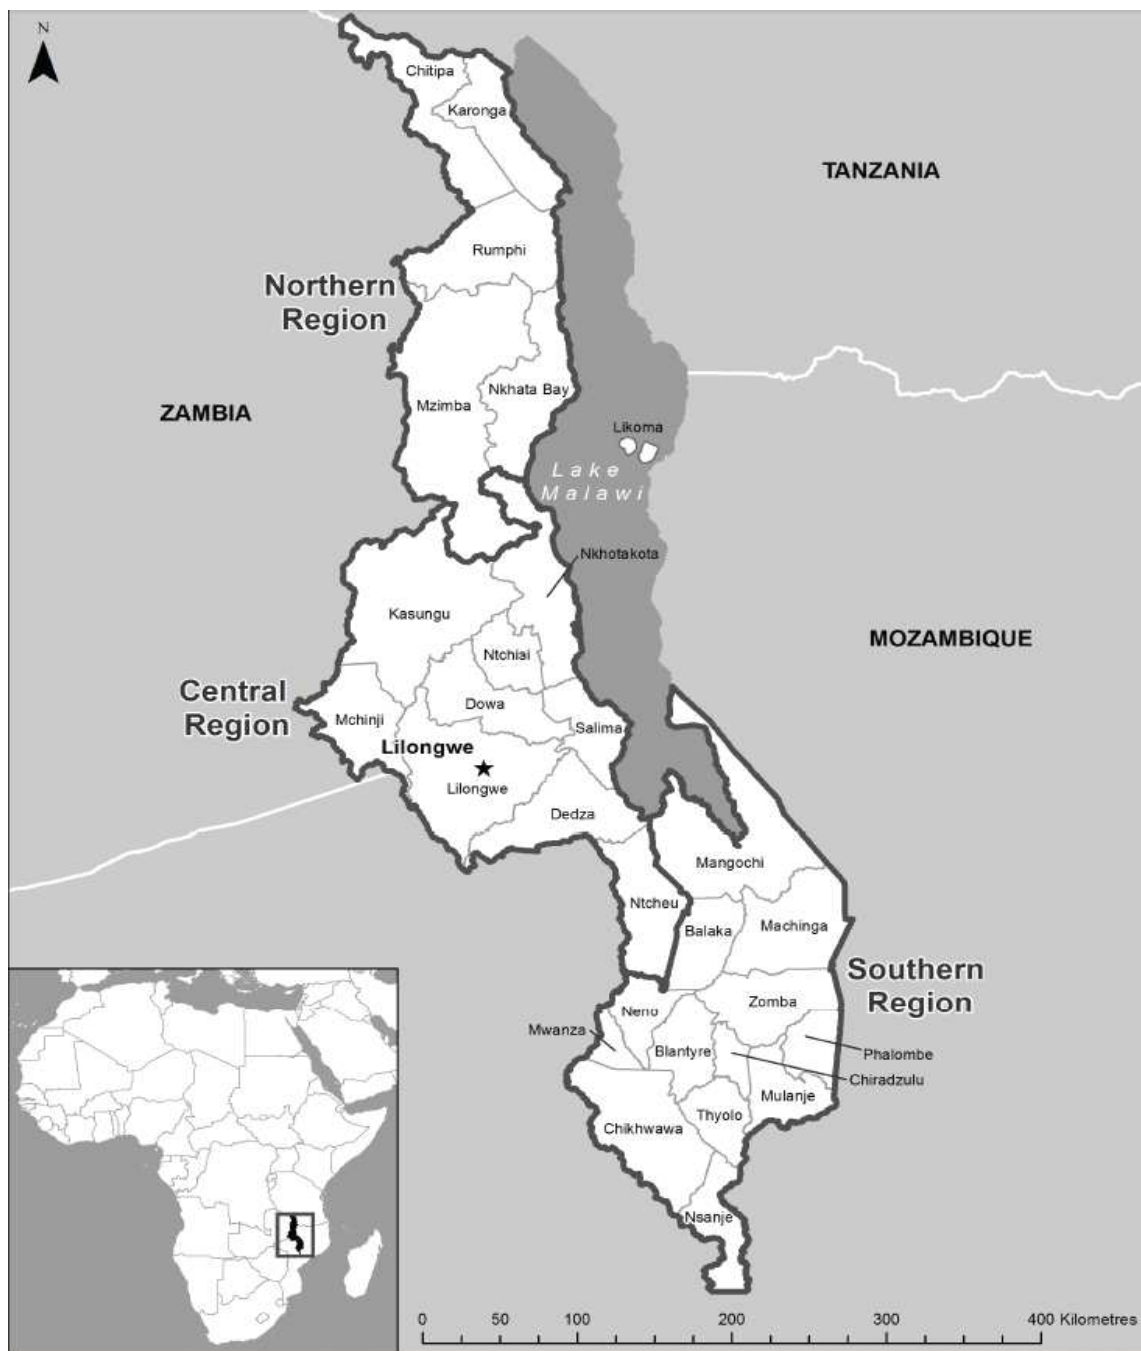 N
Chitipa
Karonga
TANZANIA
Rumphi
Northern
Region
Nkhata Bay
Mzimba
ZAMBIA
Likoma
Lake
Malawi
Nkhotakota
Kasungu
MOZAMBIQUE
Ntchisi
Central
Region
Dowa
Mchinji
Salima
Lilongwe
Lilongwe
Dedza
Mangochi
Ntcheu
Balaka
Machinga
Southern
Region
Zomba
Neno
Mwanza
Blantyre
Phalombe
Chiradzulu
Mulanje
Thyolo
Chikhwawa
Nsanje
0 50 100 200 300 400 Kilometres